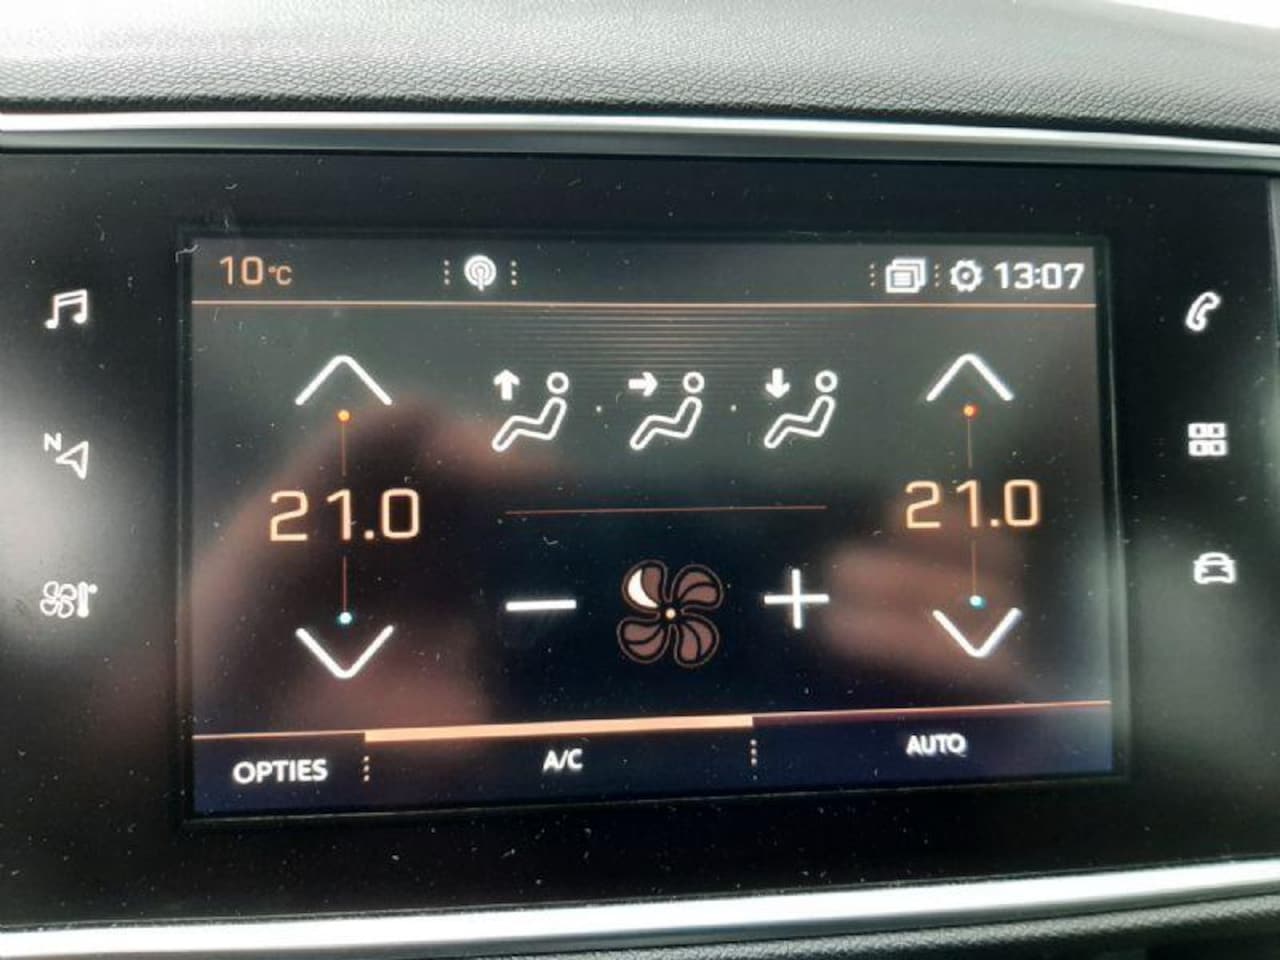 10°C
13:07
N
21.0
21.0
OPTIES
A/C
AUTO